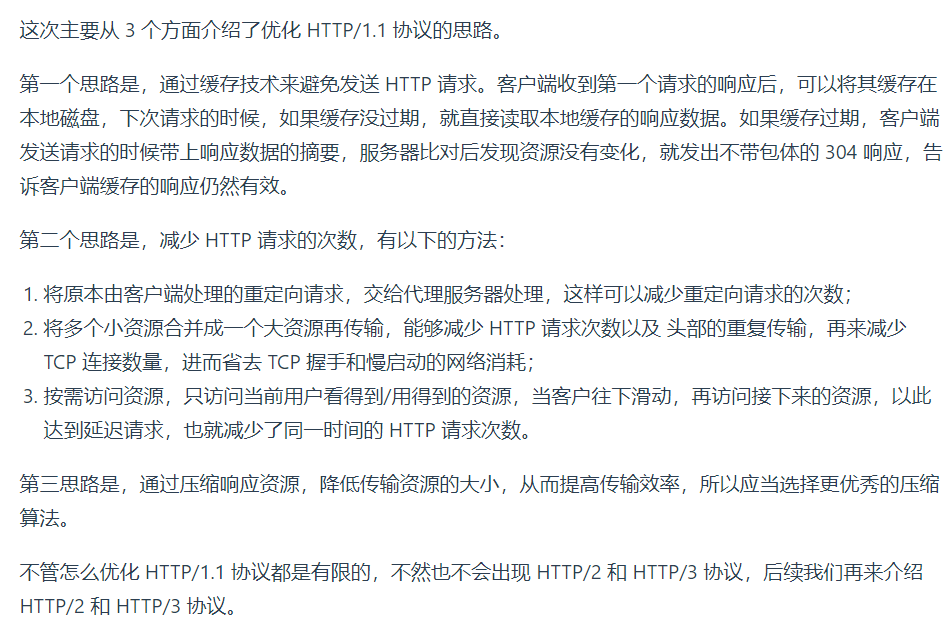 这次主要从 3 个方面介绍了优化 HTTP/1.1 协议的思路。
第一个思路是，通过缓存技术来避免发送 HTTP 请求。客户端收到第一个请求的响应后，可以将其缓存在
本地磁盘，下次请求的时候，如果缓存没过期，就直接读取本地缓存的响应数据。如果缓存过期，客户端
发送请求的时候带上响应数据的摘要，服务器比对后发现资源没有变化，就发出不带包体的 304 响应，告
诉客户端缓存的响应仍然有效。
第二个思路是，减少 HTTP 请求的次数，有以下的方法：
1. 将原本由客户端处理的重定向请求，交给代理服务器处理，这样可以减少重定向请求的次数；
2. 将多个小资源合并成一个大资源再传输，能够减少 HTTP 请求次数以及 头部的重复传输，再来减少
TCP 连接数量，进而省去 TCP 握手和慢启动的网络消耗；
3. 按需访问资源，只访问当前用户看得到/用得到的资源，当客户往下滑动，再访问接下来的资源，以此
达到延迟请求，也就减少了同一时间的 HTTP 请求次数。
第三思路是，通过压缩响应资源，降低传输资源的大小，从而提高传输效率，所以应当选择更优秀的压缩
算法。
不管怎么优化 HTTP/1.1 协议都是有限的，不然也不会出现 HTTP/2 和 HTTP/3 协议，后续我们再来介绍
HTTP/2 和 HTTP/3 协议。